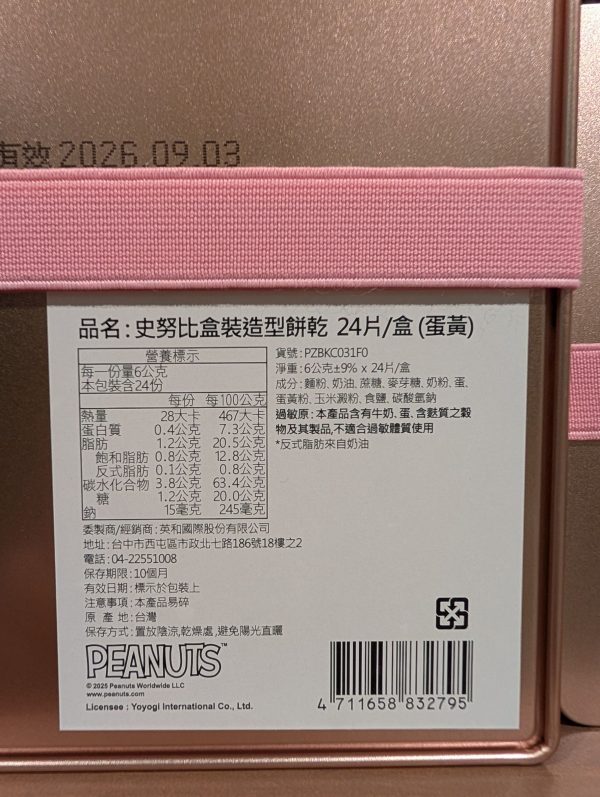 有效 2026.09.03
品名:史努比盒裝造型餅乾 24片/盒(蛋黃)
營養標示
每一份量6公克
本包裝含24份
每份 每100公克
熱量 28大卡 467大卡
蛋白質 0.4公克 7.3公克
脂肪 1.2公克 20.5公克
飽和脂肪 0.8公克 12.8公克
反式脂肪 0.1公克 0.8公克
碳水化合物 3.8公克 63.4公克
糖 1.2公克 20.0公克
鈉 15毫克 245毫克
貨號:PZBKC031F0
淨重:6公克±9% x 24片/盒
成分:麵粉、奶油、蔗糖、麥芽糖、奶粉、蛋、
蛋黃粉、玉米澱粉、食鹽、碳酸氫鈉
過敏原:本產品含有牛奶、蛋、含麩質之穀
物及其製品,不適合過敏體質使用
*反式脂肪來自奶油
委製商/經銷商:英和國際股份有限公司
地址:台中市西屯區市政北七路186號18樓之2
電話:04-22551008
保存期限:10個月
有效日期:標示於包裝上
注意事項:本產品易碎
原 產 地:台灣
保存方式:置放陰涼,乾燥處,避免陽光直曬
PEANUTS™
© 2025 Peanuts Worldwide LLC
www.peanuts.com
Licensee : Yoyogi International Co., Ltd.
4 711658 832795